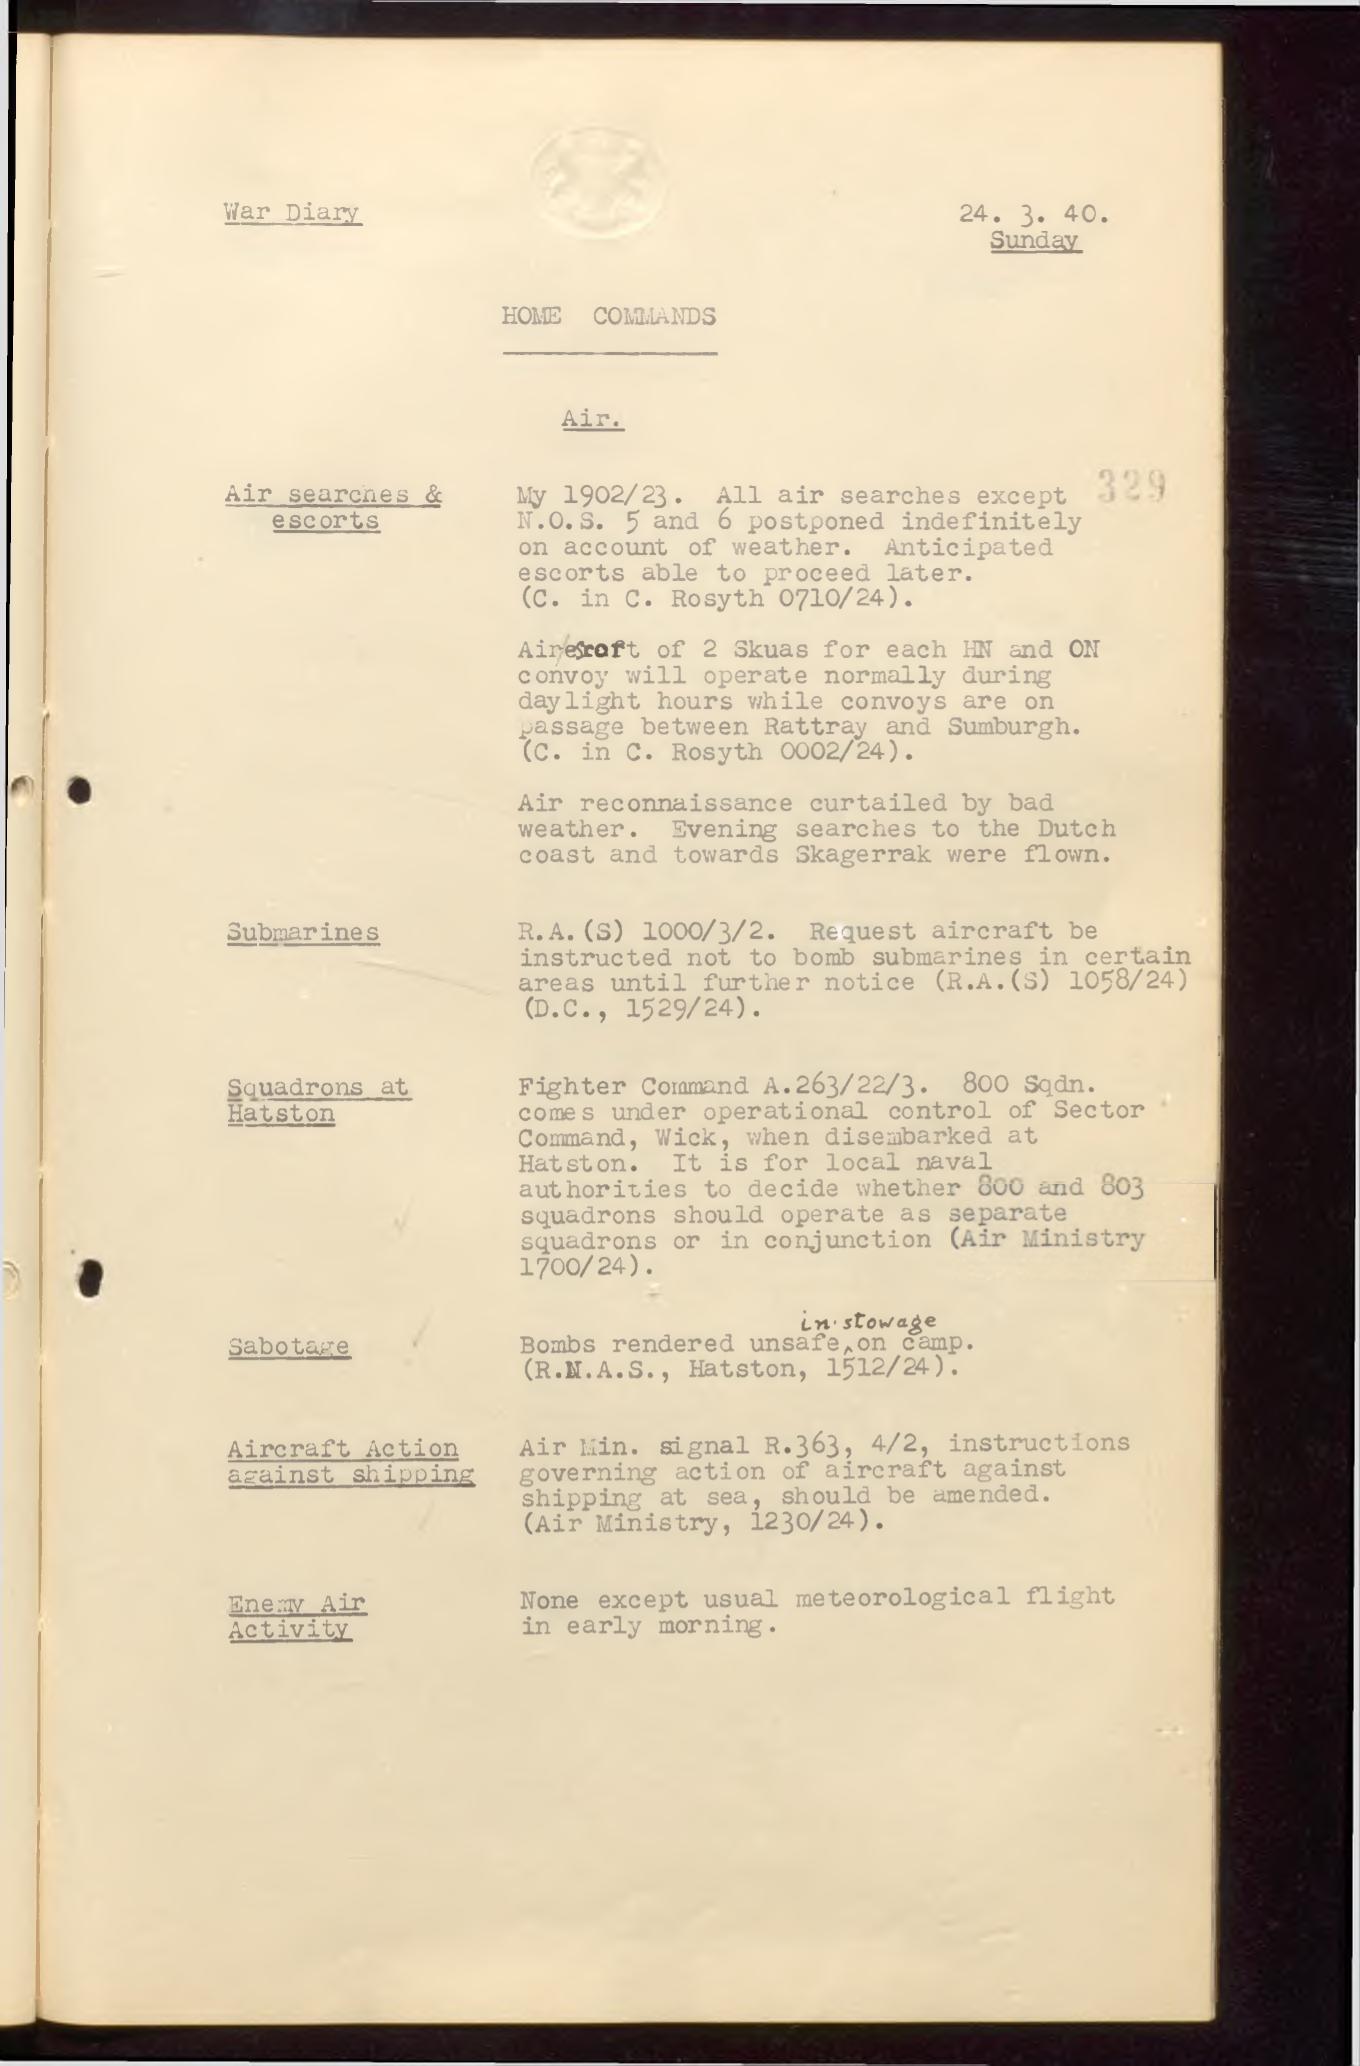 War Diary
24. 3. 40.
Sunday
HOME COMMANDS
Air.
329
Air searches &
escorts
My 1902/23. All air searches except
N.O.S. 5 and 6 postponed indefinitely
on account of weather. Anticipated
escorts able to proceed later.
(C. in C. Rosyth 0710/24).
Air/escort of 2 Skuas for each HN and ON
convoy will operate normally during
daylight hours while convoys are on
passage between Rattray and Sumburgh.
(C. in C. Rosyth 0002/24).
Air reconnaissance curtailed by bad
weather. Evening searches to the Dutch
coast and towards Skagerrak were flown.
Submarines
R.A.(S) 1000/3/2. Request aircraft be
instructed not to bomb submarines in certain
areas until further notice (R.A.(S) 1058/24)
(D.C., 1529/24).
Squadrons at
Hatston
Fighter Command A.263/22/3. 800 Sqdn.
comes under operational control of Sector
Command, Wick, when disembarked at
Hatston. It is for local naval
authorities to decide whether 800 and 803
squadrons should operate as separate
squadrons or in conjunction (Air Ministry
1700/24).
Sabotage
in stowage
Bombs rendered unsafe ^ on camp.
(R.N.A.S., Hatston, 1512/24).
Aircraft Action
against shipping
Air Min. signal R.363, 4/2, instructions
governing action of aircraft against
shipping at sea, should be amended.
(Air Ministry, 1230/24).
Enemy Air
Activity
None except usual meteorological flight
in early morning.